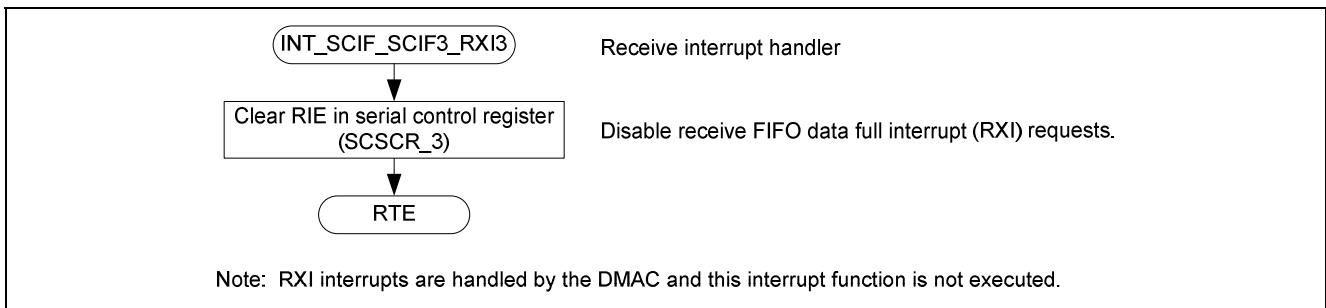 INT_SCIF_SCIF3_RXI3
Receive interrupt handler
Clear RIE in serial control register
(SCSCR_3)
Disable receive FIFO data full interrupt (RXI) requests.
RTE
Note: RXI interrupts are handled by the DMAC and this interrupt function is not executed.